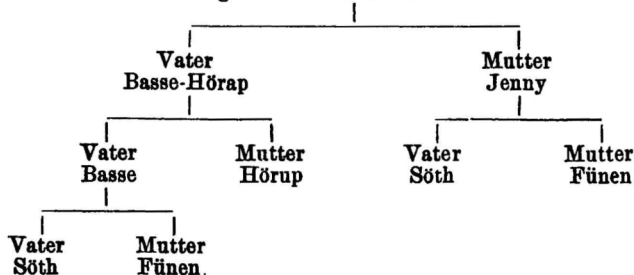 Vater Mutter
Basse-Hörap Jenny
Vater Mutter Vater Mutter
Basse Hörup Söth Fünen
Vater Mutter
Söth Fünen.